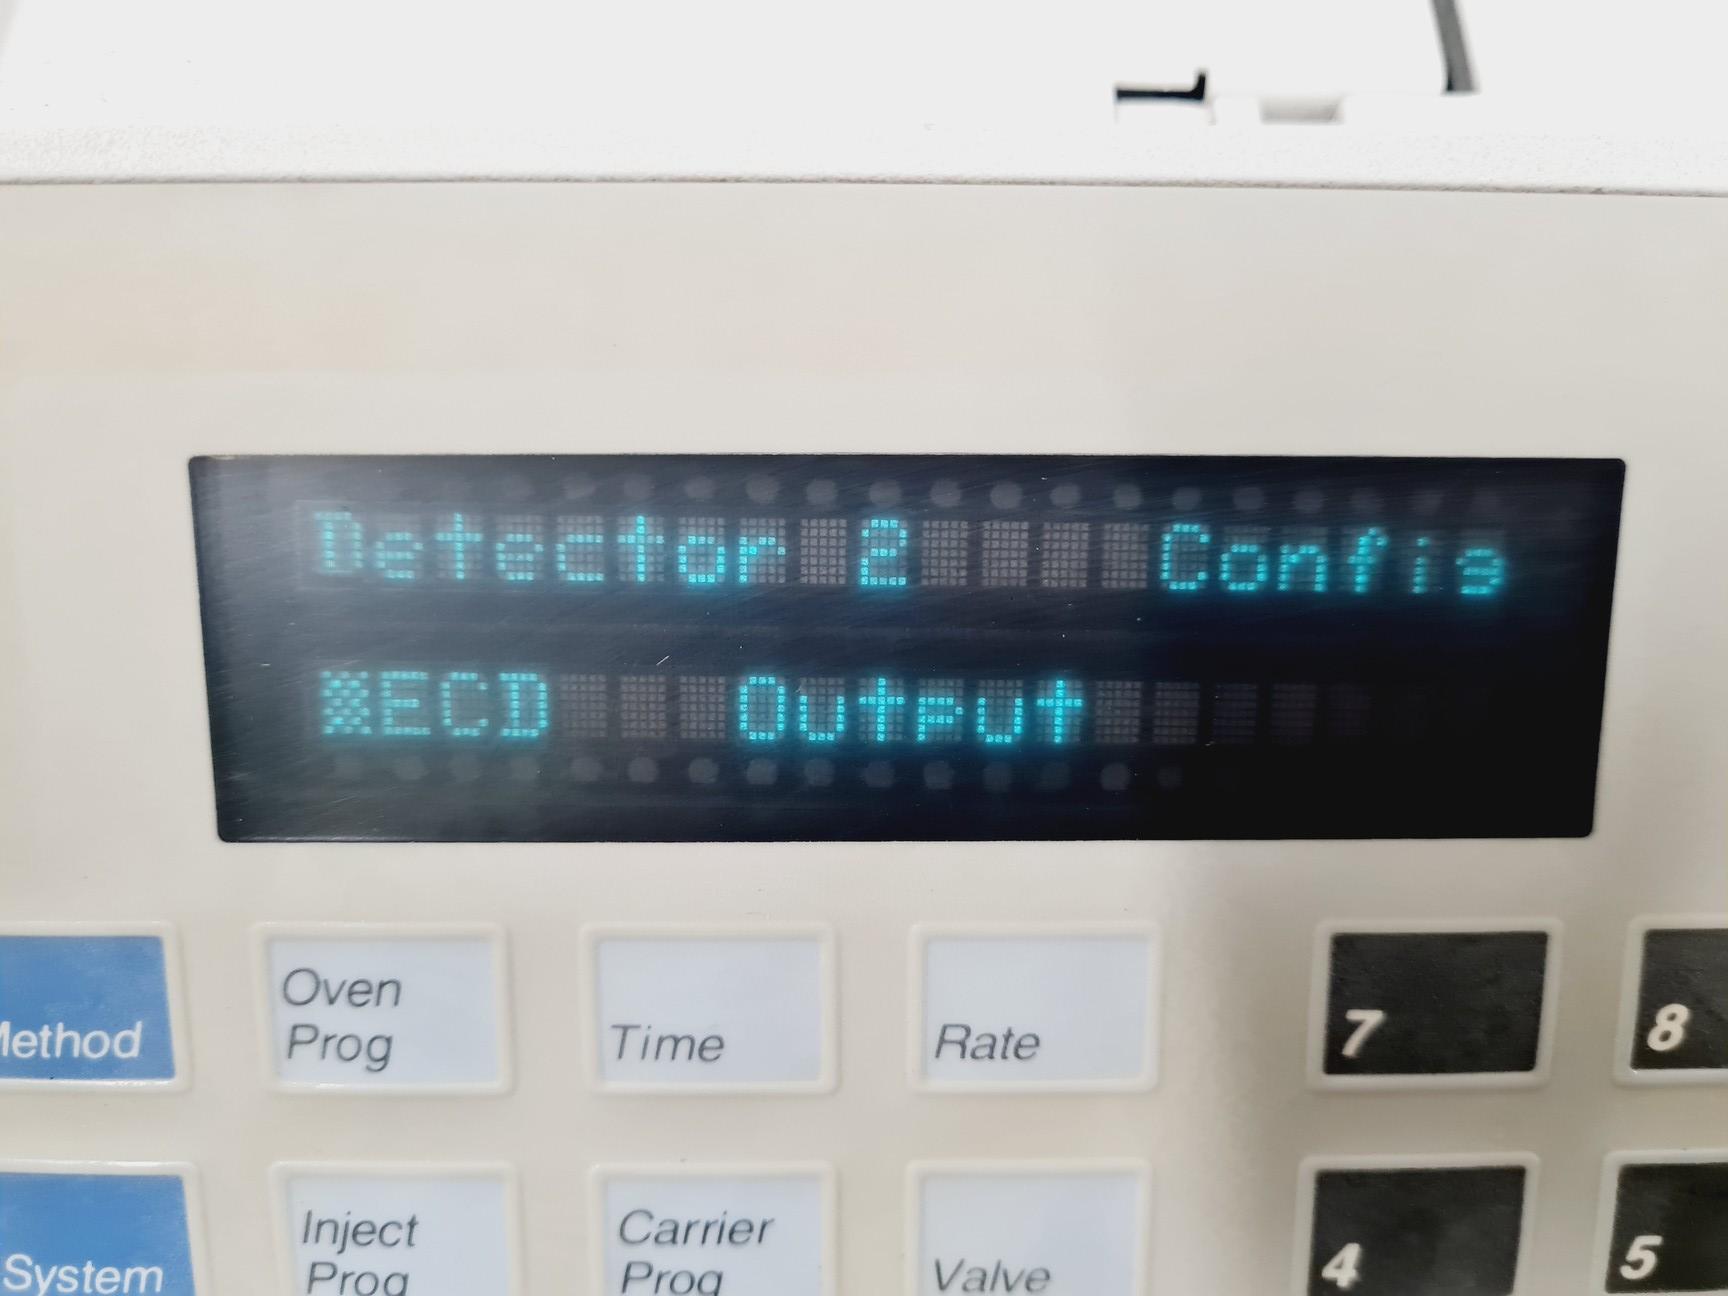 Detector 2    Config
ECD   Output
Method
Oven
Prog
Time
Rate
7
8
System
Inject
Prog
Carrier
Prog
Valve
4
5